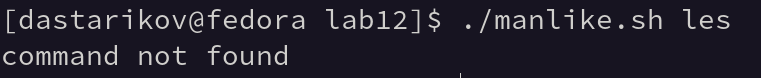 [dastarikov@fedora lab12]$ ./manlike.sh les
command not found